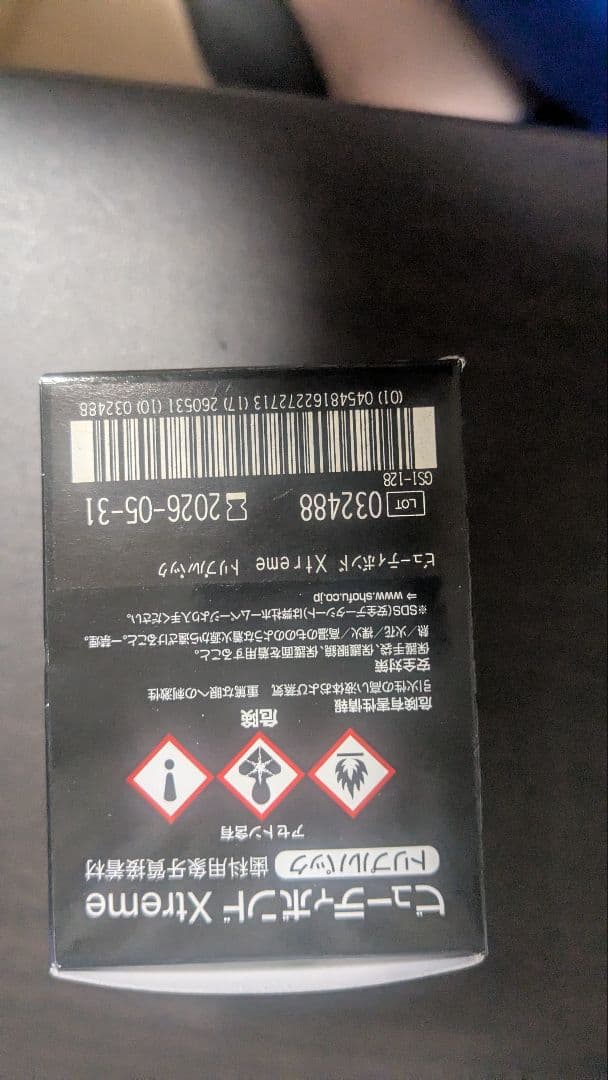 ビューティボンド Xtreme
トリプルパック 歯科用象牙質接着材
アセトン含有
危険
危険有害性情報
引火性の高い液体および蒸気 重篤な眼への刺激性
安全対策
保護手袋、保護眼鏡、保護面を着用すること。
熱/火花/裸火/高温のもののような着火源から遠ざけること。ー禁煙。
※SDS(安全データシート)は弊社ホームページより入手ください。
⇒ www.shofu.co.jp
ビューティボンド Xtreme トリプルパック
LOT 032488 2026-05-31
GS1-128
(01) 04548162272713 (17) 260531 (10) 032488